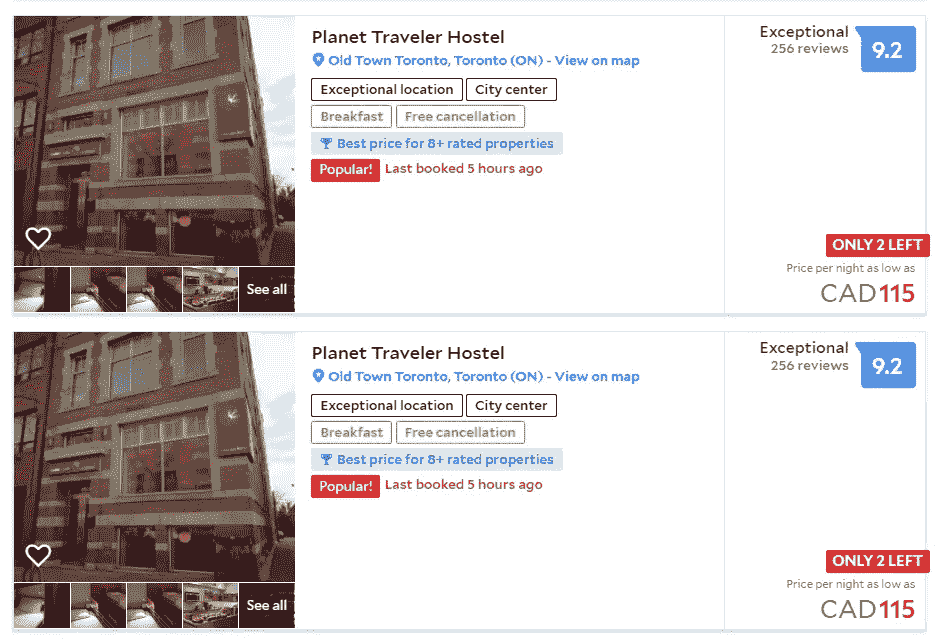 Planet Traveler Hostel
Old Town Toronto, Toronto (ON) - View on map
Exceptional location
City center
Breakfast
Free cancellation
Best price for 8+ rated properties
Popular! Last booked 5 hours ago
See all
Exceptional
256 reviews
9.2
ONLY 2 LEFT
Price per night as low as
CAD 115
Planet Traveler Hostel
Old Town Toronto, Toronto (ON) - View on map
Exceptional location
City center
Breakfast
Free cancellation
Best price for 8+ rated properties
Popular! Last booked 5 hours ago
See all
Exceptional
256 reviews
9.2
ONLY 2 LEFT
Price per night as low as
CAD 115